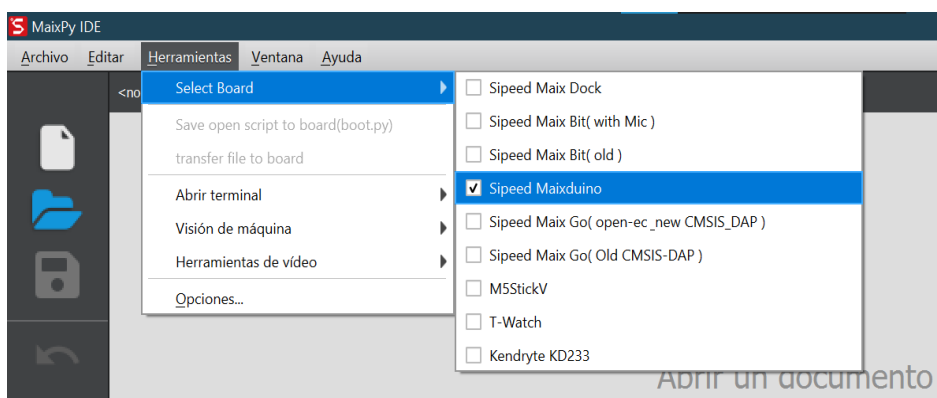 MaixPy IDE
Archivo Editar Herramientas Ventana Ayuda
<no
Select Board
Save open script to board(boot.py)
transfer file to board
Abrir terminal
Visión de máquina
Herramientas de vídeo
Opciones...
Sipeed Maix Dock
Sipeed Maix Bit( with Mic )
Sipeed Maix Bit( old )
Sipeed Maixduino
Sipeed Maix Go( open-ec_new CMSIS_DAP )
Sipeed Maix Go( Old CMSIS-DAP )
M5StickV
T-Watch
Kendryte KD233
Abrir un documento